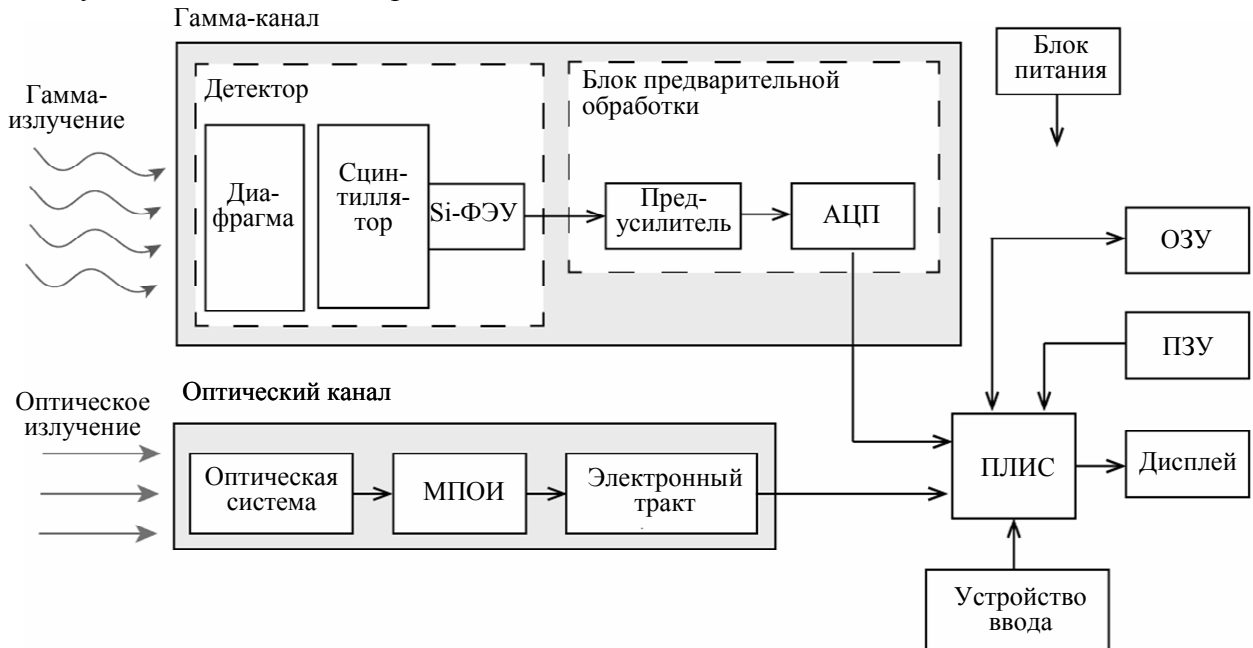 Гамма-канал
Блок
питания
Гамма-
излучение
Детектор
Блок предварительной
обработки
Диа-
фрагма
Сцин-
тилля-
тор
Si-ФЭУ
Пред-
усилитель
АЦП
ОЗУ
ПЗУ
Оптический канал
Оптическое
излучение
Оптическая
система
МПОИ
Электронный
тракт
ПЛИС
Дисплей
Устройство
ввода